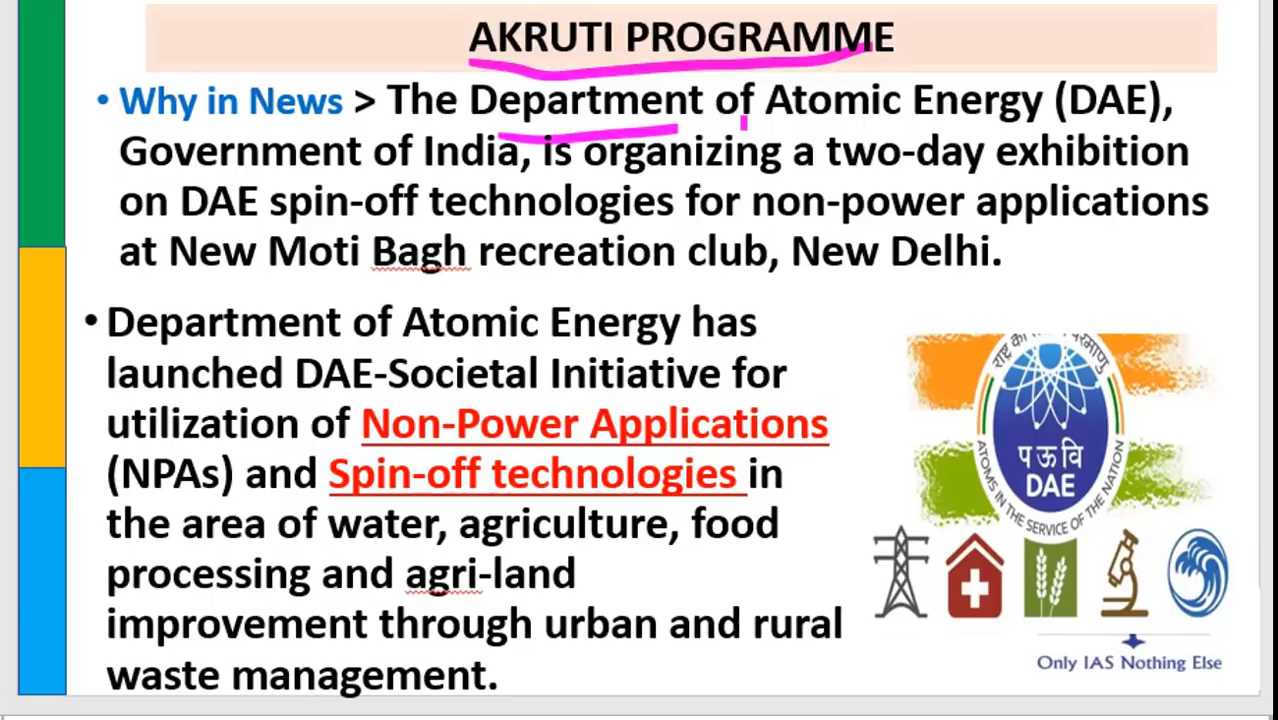 AKRUTI PROGRAMME
• Why in News > The Department of Atomic Energy (DAE),
Government of India, is organizing a two-day exhibition
on DAE spin-off technologies for non-power applications
at New Moti Bagh recreation club, New Delhi.
• Department of Atomic Energy has
launched DAE-Societal Initiative for
utilization of Non-Power Applications
(NPAs) and Spin-off technologies in
the area of water, agriculture, food
processing and agri-land
improvement through urban and rural
waste management.
राष्ट्र की परमाणु
पऊवि
DAE
ATOMS IN THE SERVICE OF THE NATION
Only IAS Nothing Else